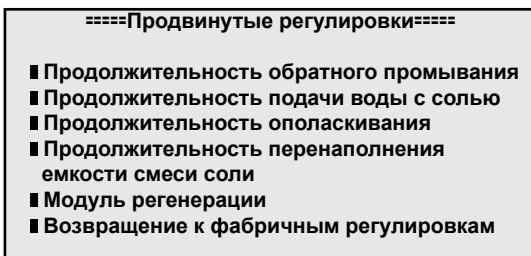 =====Продвинутые регулировки=====
▮ Продолжительность обратного промывания
▮ Продолжительность подачи воды с солью
▮ Продолжительность ополаскивания
▮ Продолжительность перенаполнения
емкости смеси соли
▮ Модуль регенерации
▮ Возвращение к фабричным регулировкам